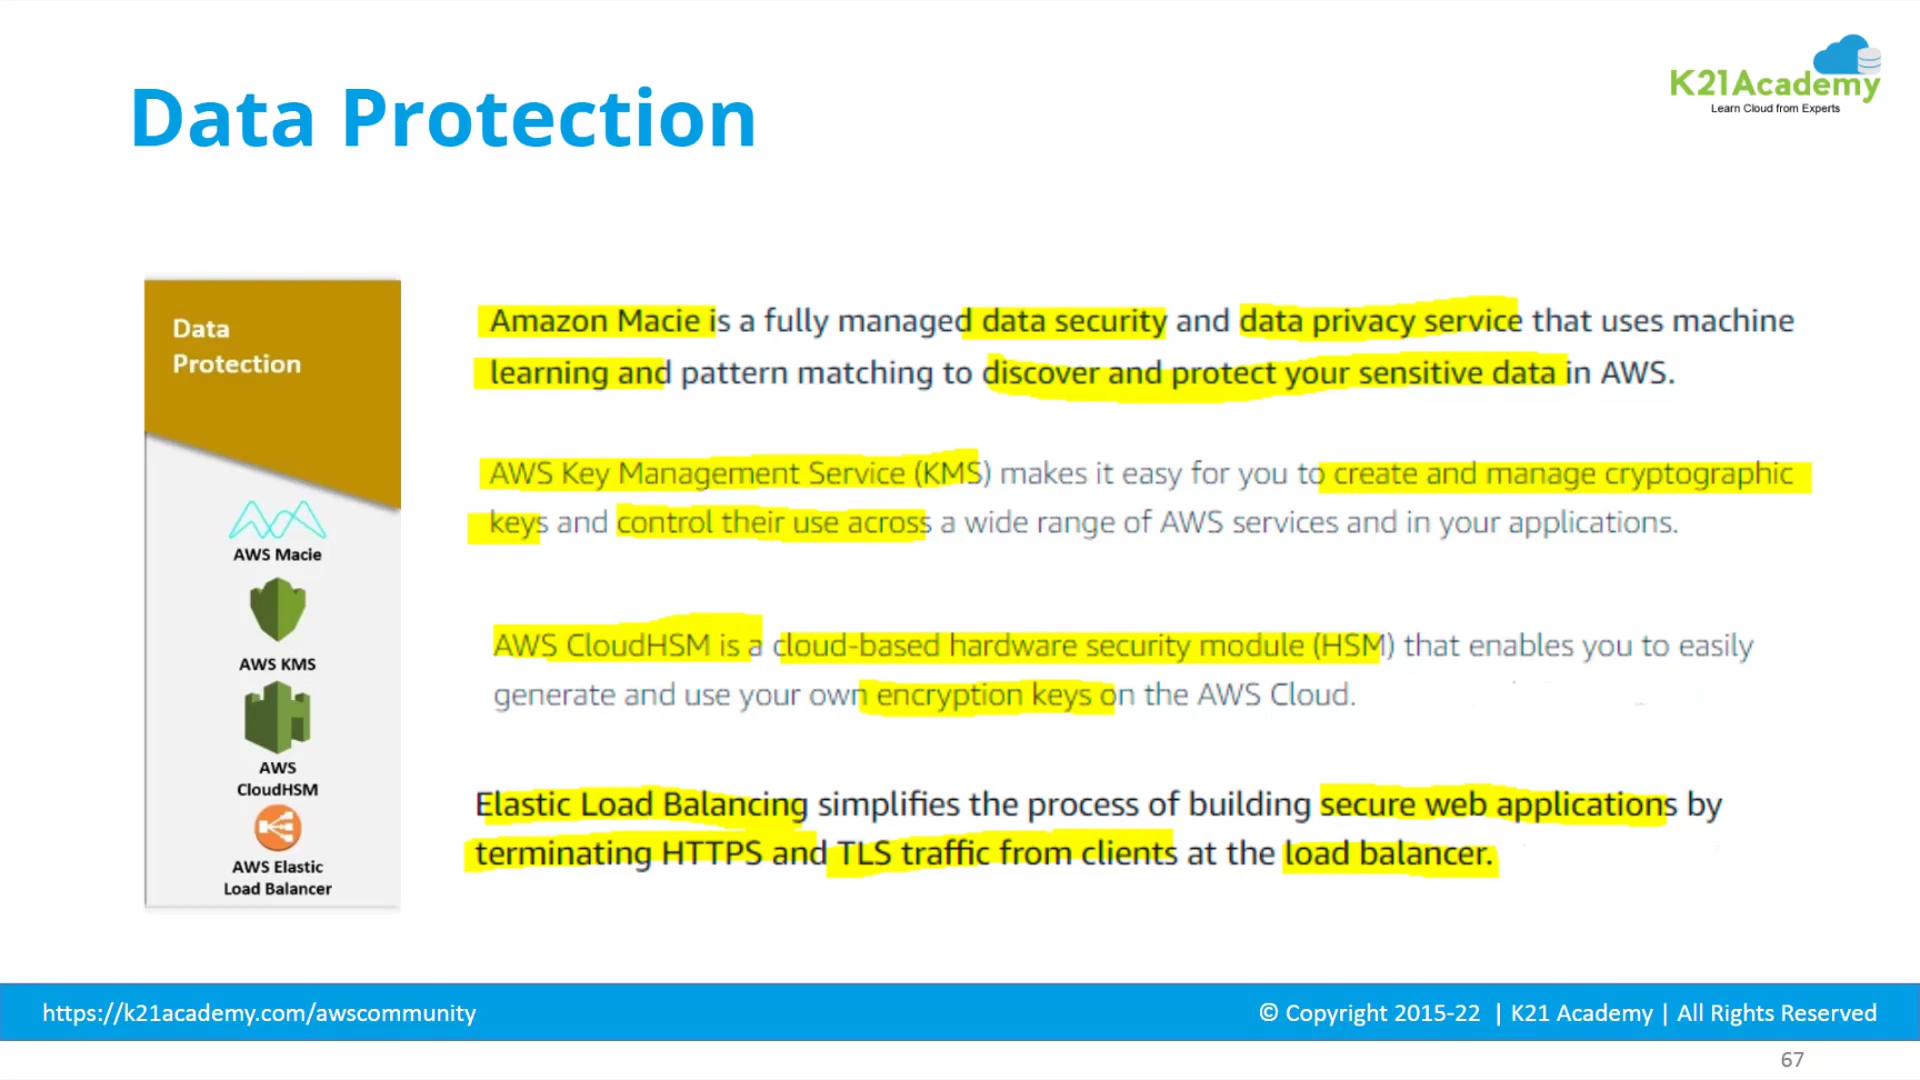 K21Academy
Learn Cloud from Experts
Data Protection
Data
Protection
AWS Macie
AWS KMS
AWS
CloudHSM
AWS Elastic
Load Balancer
Amazon Macie is a fully managed data security and data privacy service that uses machine
learning and pattern matching to discover and protect your sensitive data in AWS.
AWS Key Management Service (KMS) makes it easy for you to create and manage cryptographic
keys and control their use across a wide range of AWS services and in your applications.
AWS CloudHSM is a cloud-based hardware security module (HSM) that enables you to easily
generate and use your own encryption keys on the AWS Cloud.
Elastic Load Balancing simplifies the process of building secure web applications by
terminating HTTPS and TLS traffic from clients at the load balancer.
https://k21academy.com/awscommunity
© Copyright 2015-22 | K21 Academy | All Rights Reserved
67